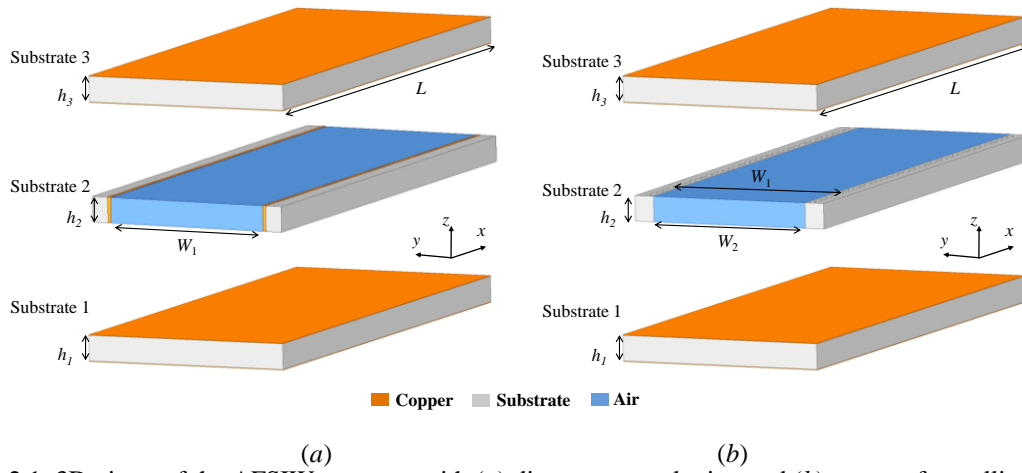 Substrate 3
h3
L
Substrate 2
h2
W1
z
y
x
Substrate 1
h1
Substrate 3
h3
L
Substrate 2
h2
W1
W2
z
y
x
Substrate 1
h1
Copper Substrate Air
(a) (b)